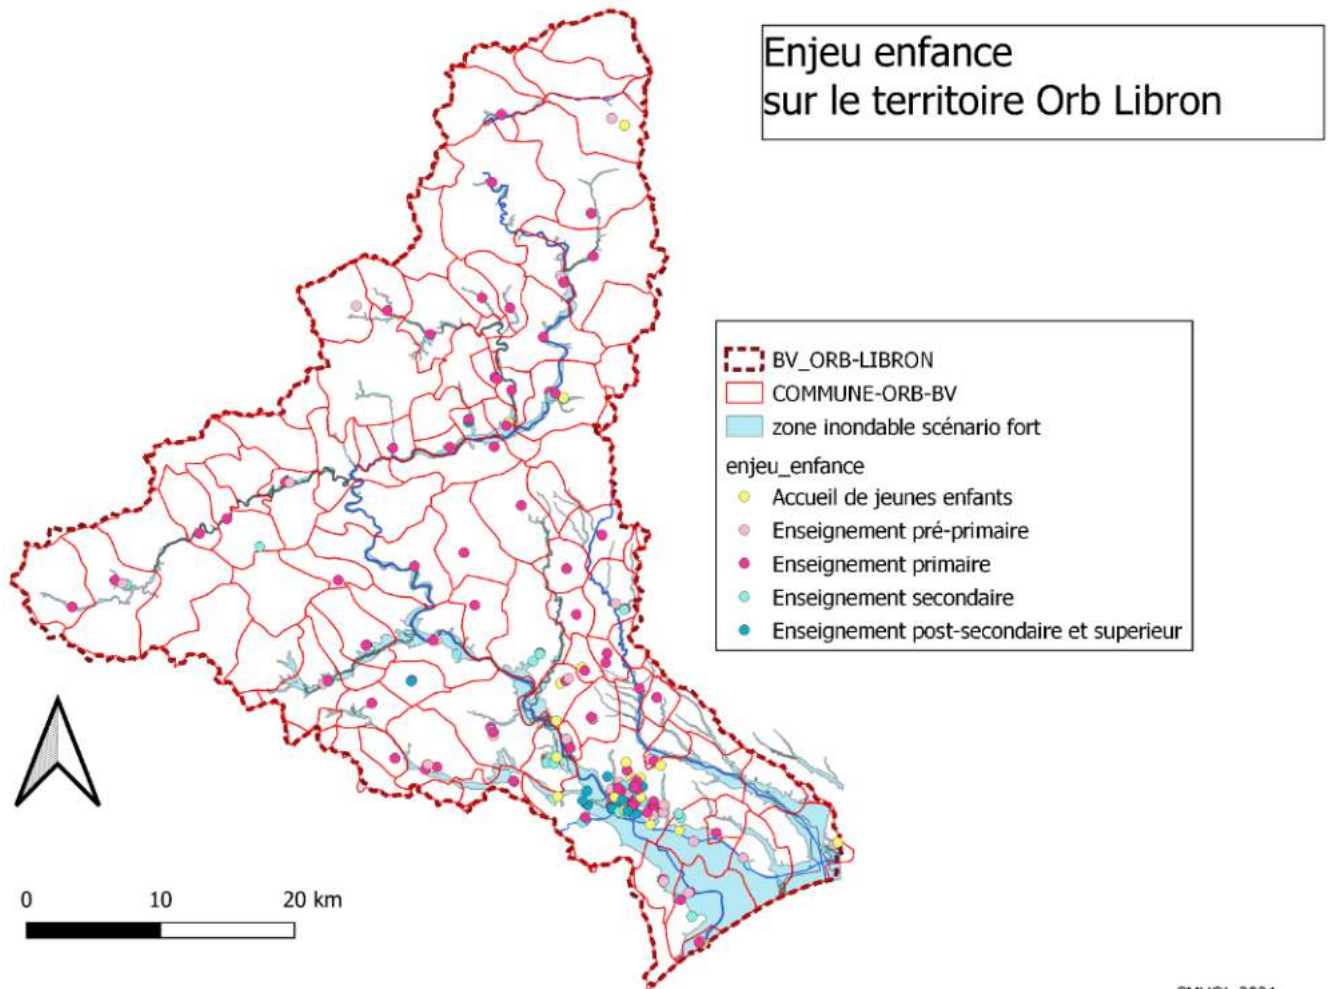 Enjeu enfance
sur le territoire Orb Libron
BV_ORB-LIBRON
COMMUNE-ORB-BV
zone inondable scénario fort
enjeu_enfance
Accueil de jeunes enfants
Enseignement pré-primaire
Enseignement primaire
Enseignement secondaire
Enseignement post-secondaire et superieur
0 10 20 km